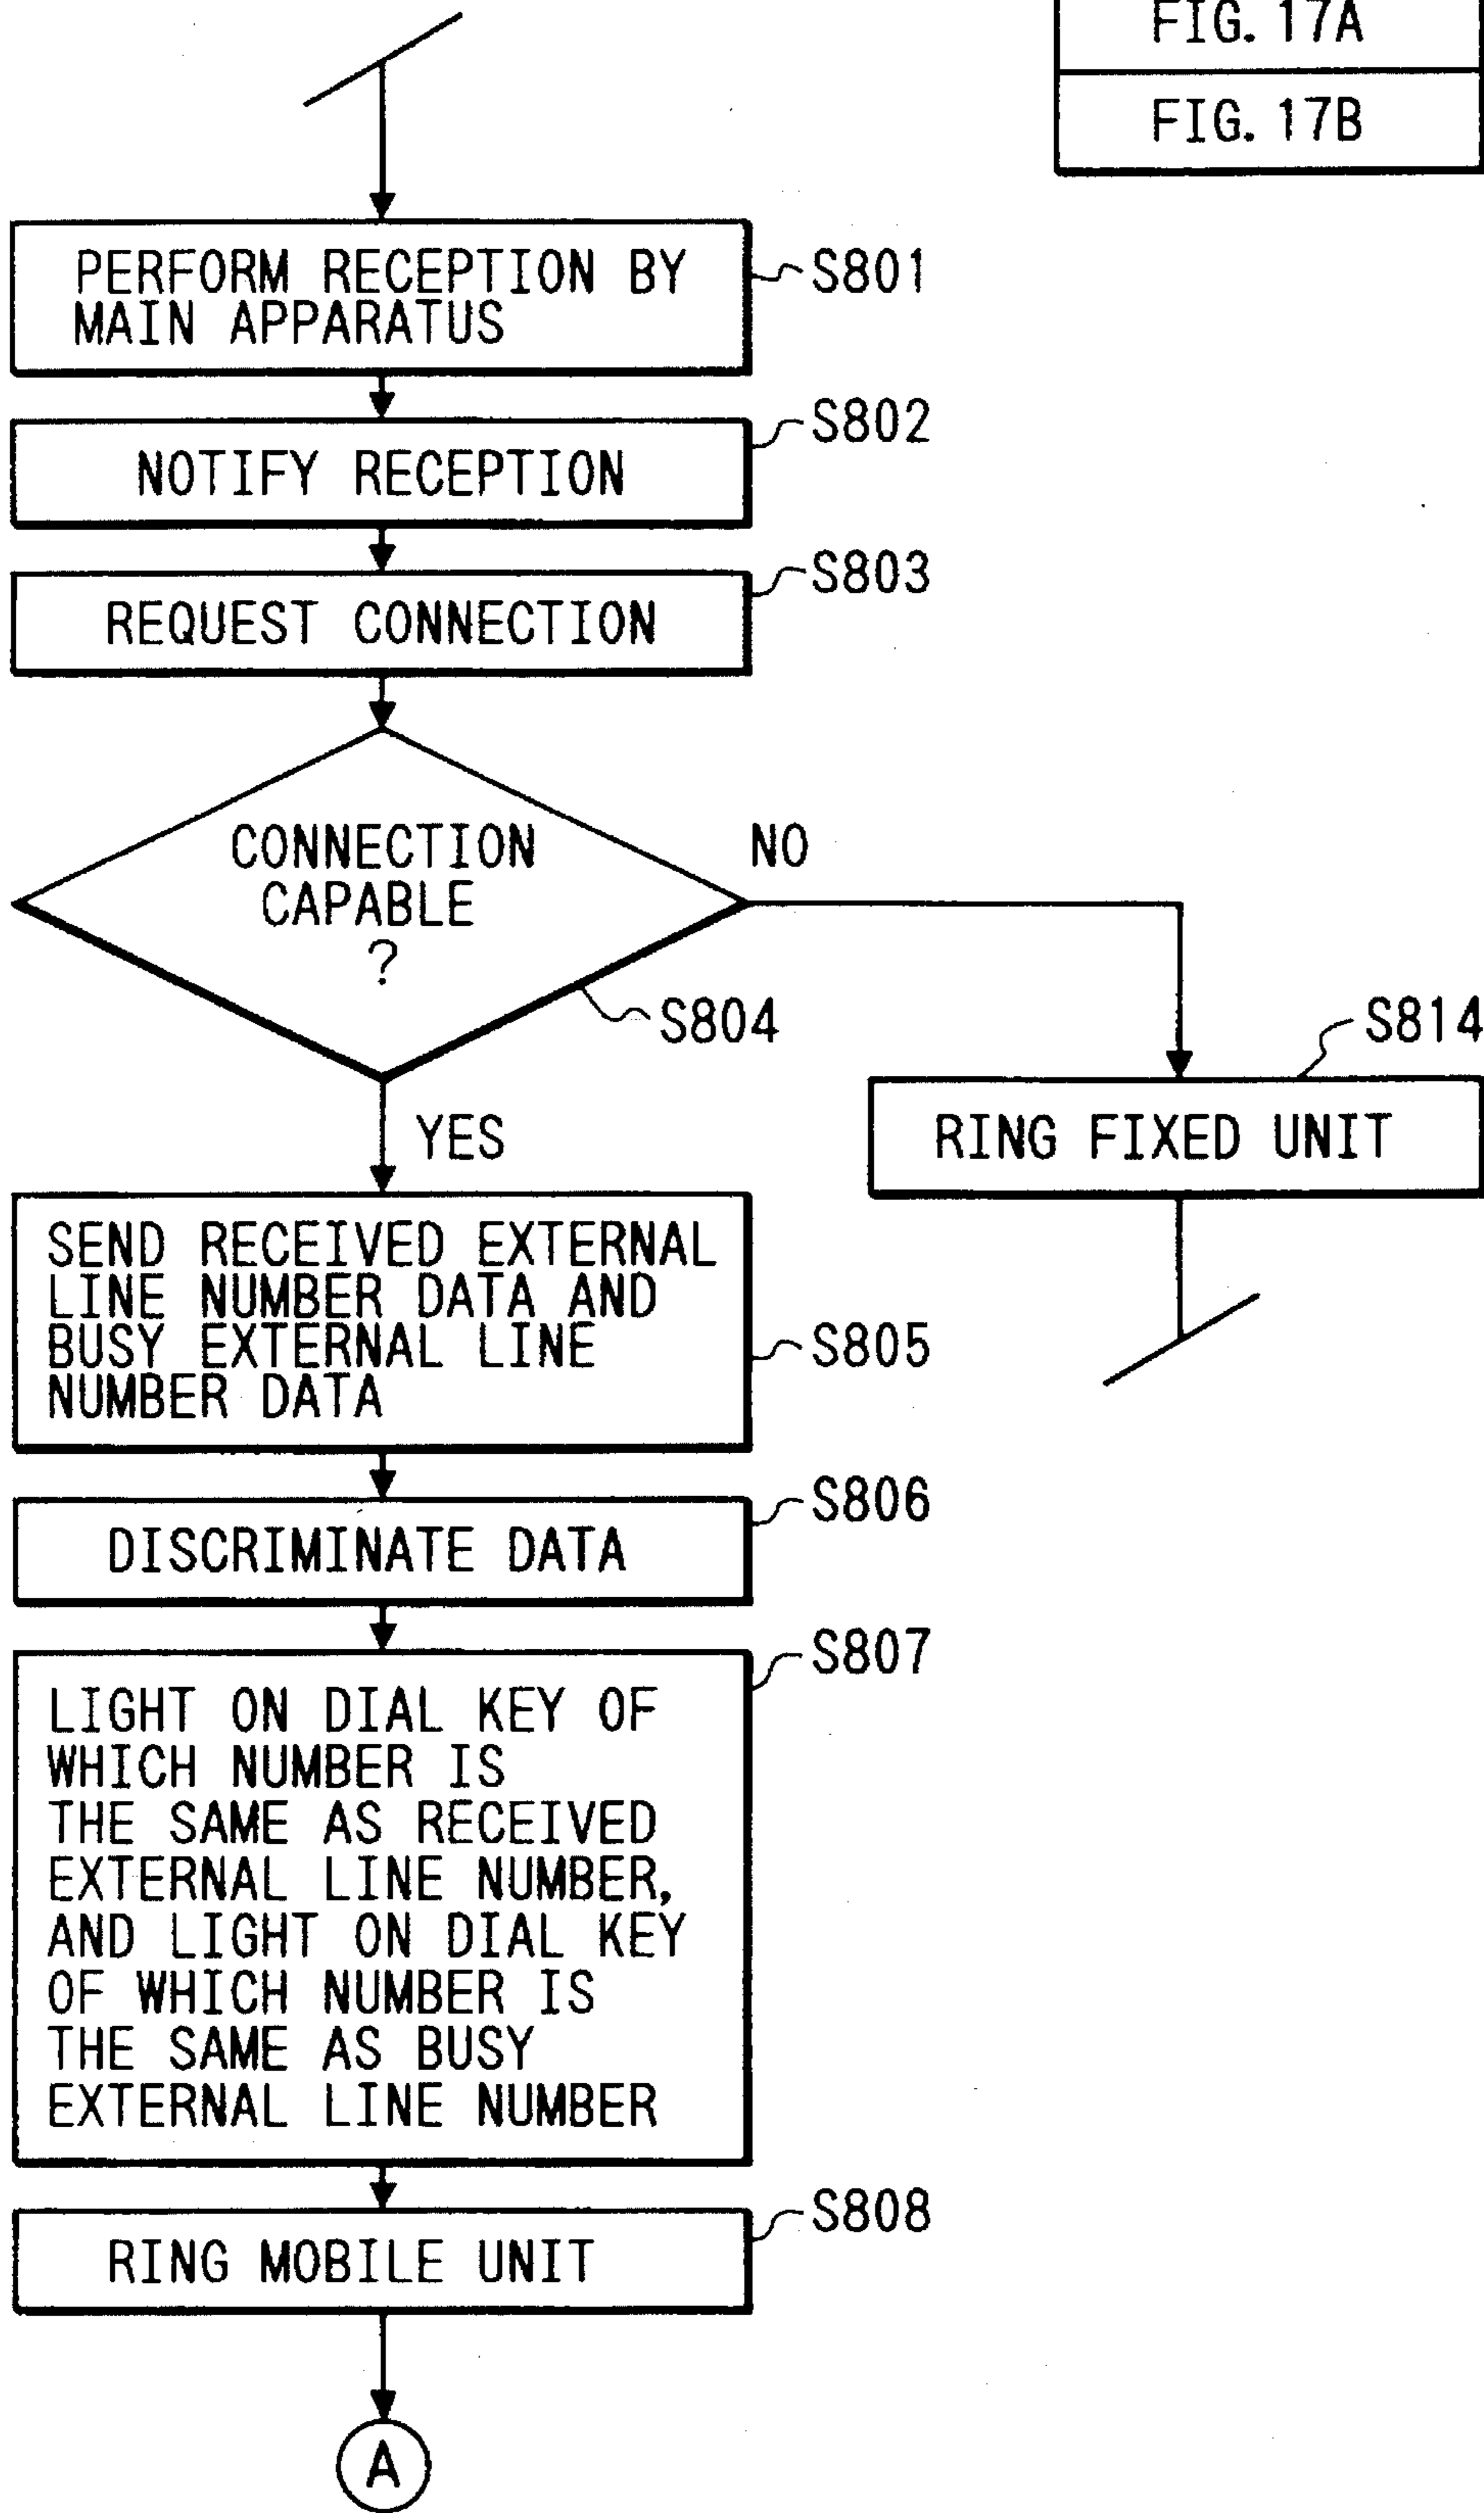 FIG. 17A
FIG. 17B
PERFORM RECEPTION BY
MAIN APPARATUS
S801
S802
NOTIFY RECEPTION
S803
REQUEST CONNECTION
CONNECTION
CAPABLE
?
NO
S804
S814
YES
RING FIXED UNIT
SEND RECEIVED EXTERNAL
LINE NUMBER DATA AND
BUSY EXTERNAL LINE
NUMBER DATA
S805
S806
DISCRIMINATE DATA
S807
LIGHT ON DIAL KEY OF
WHICH NUMBER IS
THE SAME AS RECEIVED
EXTERNAL LINE NUMBER,
AND LIGHT ON DIAL KEY
OF WHICH NUMBER IS
THE SAME AS BUSY
EXTERNAL LINE NUMBER
S808
RING MOBILE UNIT
A